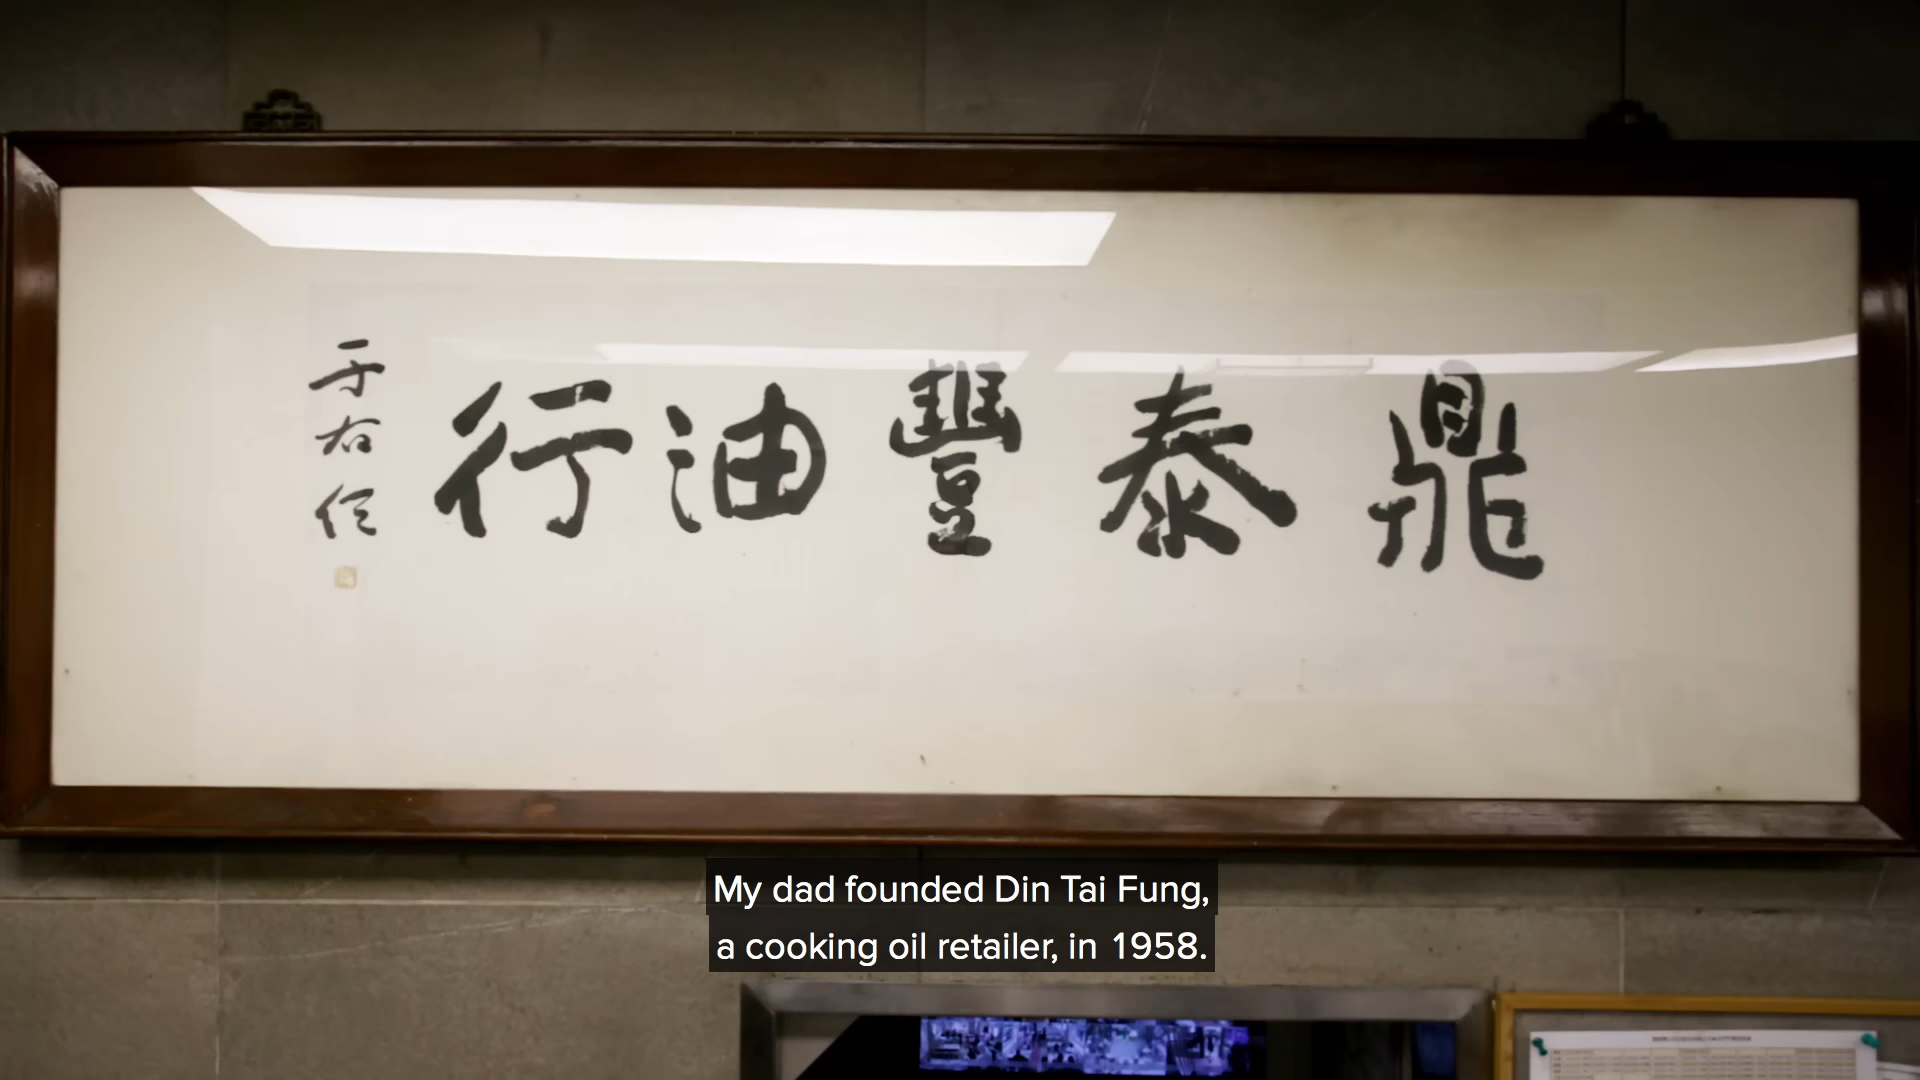 鼎泰豐油行
于右任
My dad founded Din Tai Fung,
a cooking oil retailer, in 1958.